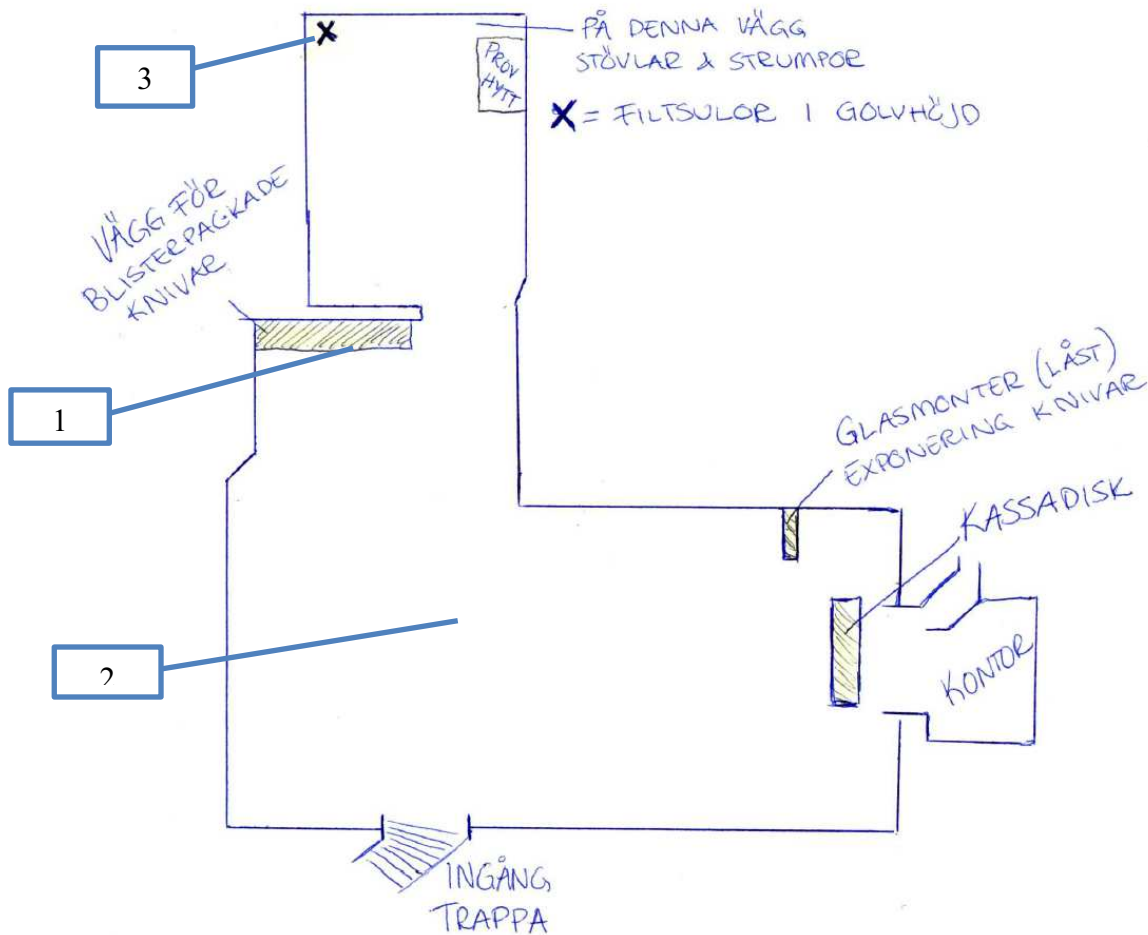 3
PROV
HYTT
PÅ DENNA VÄGG
STÖVLAR & STRUMPOR
X = FILTSULOR I GOLVHÖJD
VÄGG FÖR
BLISTERPACKADE
KNIVAR
1
GLASMONTER (LÅST)
EXPONERING KNIVAR
KASSADISK
2
KONTOR
INGÅNG
TRAPPA